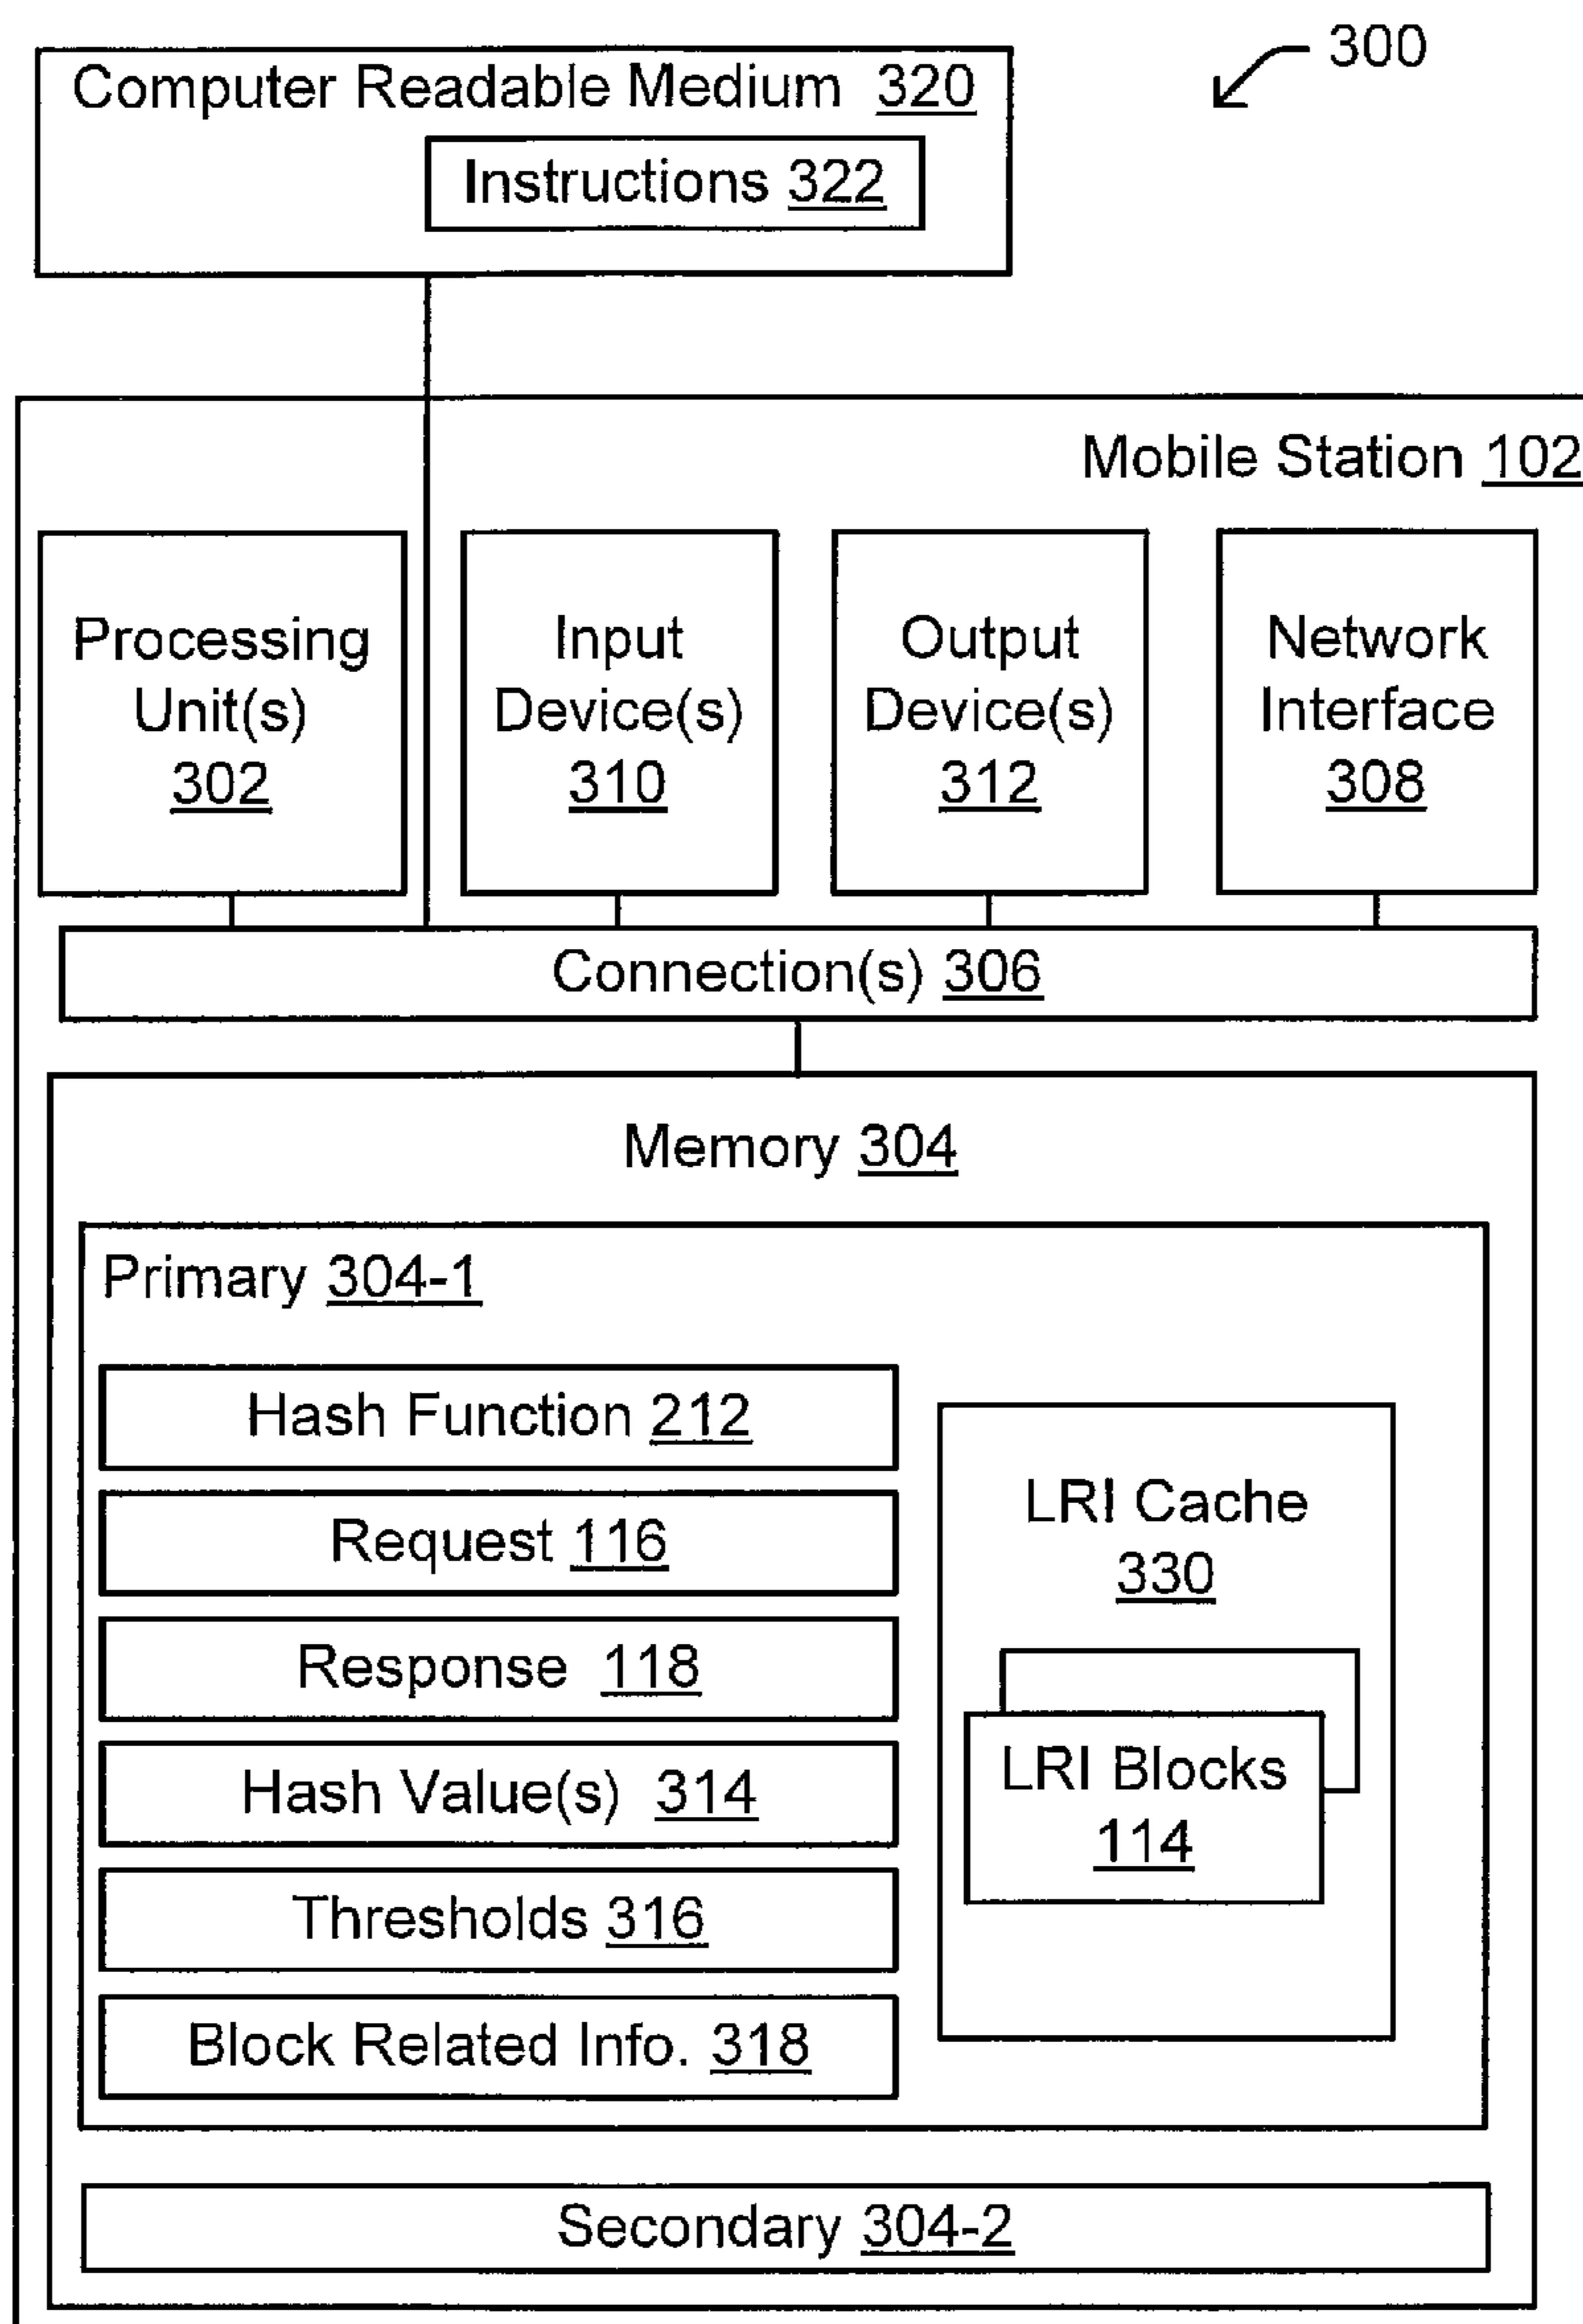 300
Computer Readable Medium 320
Instructions 322
Mobile Station 102
Processing
Unit(s)
302
Input
Device(s)
310
Output
Device(s)
312
Network
Interface
308
Connection(s) 306
Memory 304
Primary 304-1
Hash Function 212
Request 116
Response 118
Hash Value(s) 314
Thresholds 316
Block Related Info. 318
LRI Cache
330
LRI Blocks
114
Secondary 304-2